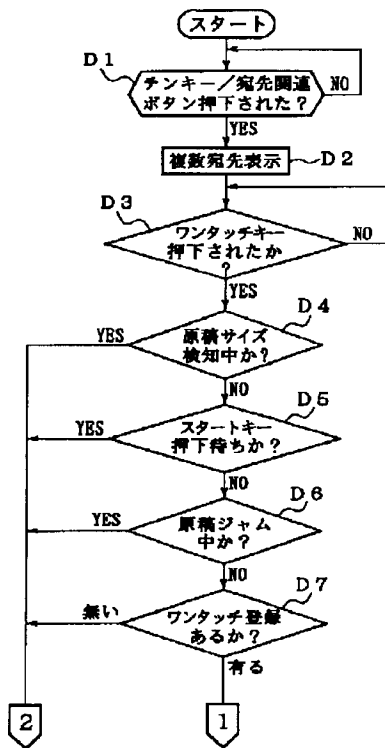 スタート
D1
テンキー／宛先関連
ボタン押下された？
NO
YES
複数宛先表示
D2
D3
ワンタッチキー
押下されたか
？
NO
YES
D4
YES
原稿サイズ
検知中か？
NO
D5
YES
スタートキー
押下待ちか？
NO
D6
YES
原稿ジャム
中か？
NO
D7
無い
ワンタッチ登録
あるか？
有る
2
1